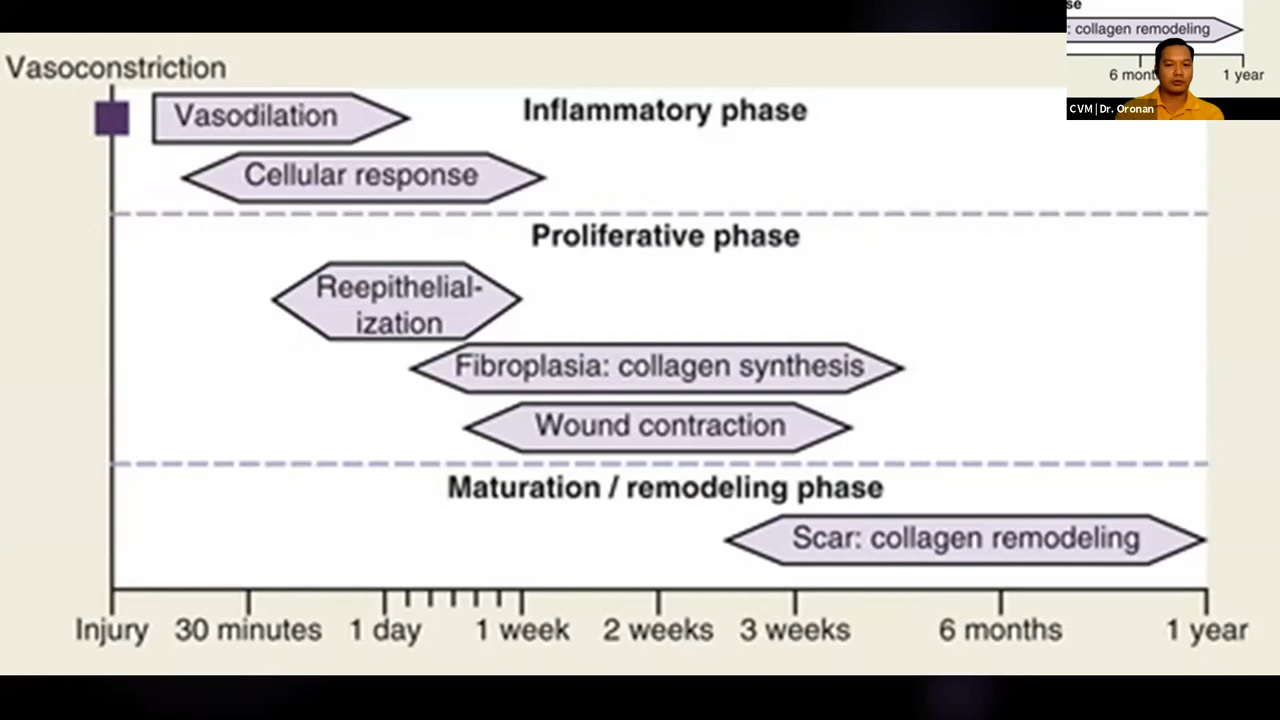 se
: collagen remodeling
6 mont
1 year
CVM | Dr. Oronan
Vasoconstriction
Vasodilation
Inflammatory phase
Cellular response
Proliferative phase
Reepithelial-
ization
Fibroplasia: collagen synthesis
Wound contraction
Maturation / remodeling phase
Scar: collagen remodeling
Injury 30 minutes 1 day 1 week 2 weeks 3 weeks 6 months 1 year